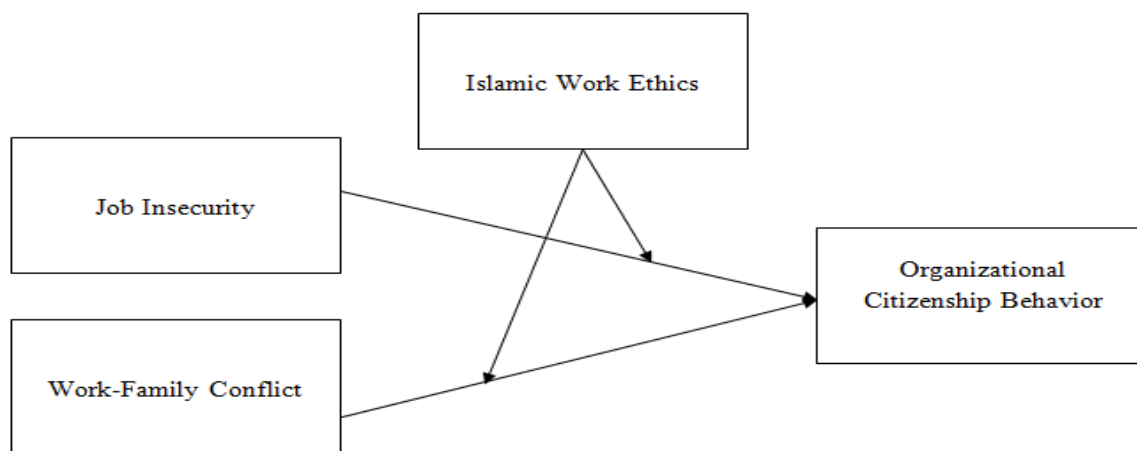 Islamic Work Ethics
Job Insecurity
Organizational
Citizenship Behavior
Work-Family Conflict